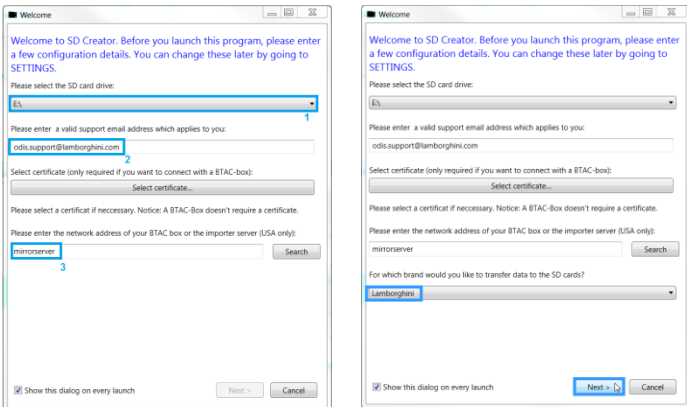 Welcome
Welcome to SD Creator. Before you launch this program, please enter
a few configuration details. You can change these later by going to
SETTINGS.
Please select the SD card drive:
E:\
1
Please enter a valid support email address which applies to you:
odis.support@lamborghini.com
2
Select certificate (only required if you want to connect with a BTAC-box):
Select certificate...
Please select a certificat if neccessary. Notice: A BTAC-Box doesn't require a certificate.
Please enter the network address of your BTAC box or the importer server (USA only):
mirrorserver
Search
3
Show this dialog on every launch
Next >
Cancel
Welcome
Welcome to SD Creator. Before you launch this program, please enter
a few configuration details. You can change these later by going to
SETTINGS.
Please select the SD card drive:
E:\
Please enter a valid support email address which applies to you:
odis.support@lamborghini.com
Select certificate (only required if you want to connect with a BTAC-box):
Select certificate...
Please select a certificat if neccessary. Notice: A BTAC-Box doesn't require a certificate.
Please enter the network address of your BTAC box or the importer server (USA only):
mirrorserver
Search
For which brand would you like to transfer data to the SD cards?
Lamborghini
Show this dialog on every launch
Next >
Cancel